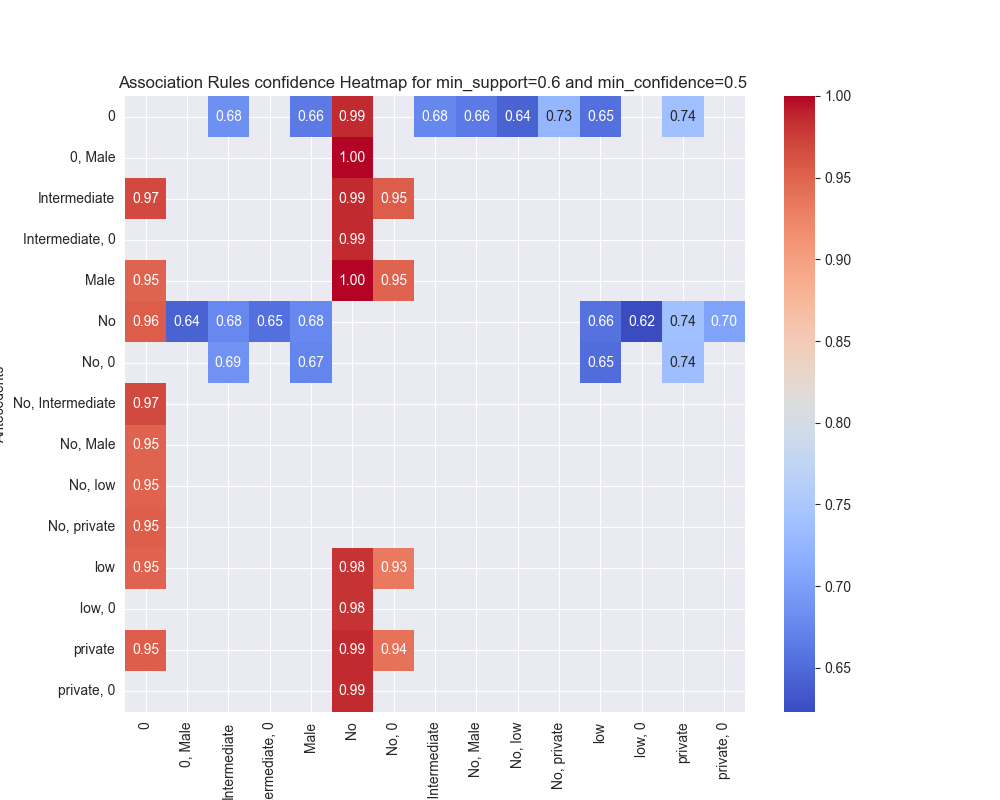 Association Rules confidence Heatmap for min_support=0.6 and min_confidence=0.5
0 0.68 0.66 0.99 0.68 0.66 0.64 0.73 0.65 0.74
0, Male 1.00
Intermediate 0.97 0.99 0.95
Intermediate, 0 0.99
Male 0.95 1.00 0.95
No 0.96 0.64 0.68 0.65 0.68 0.66 0.62 0.74 0.70
No, 0 0.69 0.67 0.65 0.74
No, Intermediate 0.97
No, Male 0.95
No, low 0.95
No, private 0.95
low 0.95 0.98 0.93
low, 0 0.98
private 0.95 0.99 0.94
private, 0 0.99
0
0, Male
Intermediate
ermediate, 0
Male
No
No, 0
Intermediate
No, Male
No, low
No, private
low
low, 0
private
private, 0
1.00
0.95
0.90
0.85
0.80
0.75
0.70
0.65